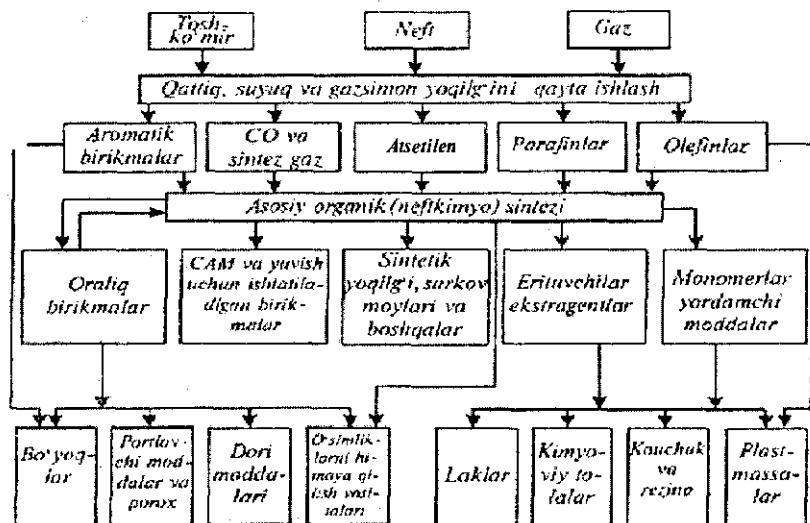 Tosh-
ko'mir
Neft
Gaz
Qattiq, suyuq va gazsimon yoqilg'ini qayta ishlash
Aromatik
birikmalar
CO va
sintez gaz
Atsetilen
Parafinlar
Olefinlar
Asosiy organik (neftkimyo) sintezi
Oraliq
birikmalar
CAM va yuvish
uchun ishlatila-
digan birik-
malar
Sintetik
yoqilg'i, surkov
moylari va
boshqalar
Erituvchilar
ekstragentlar
Monomerlar
yordamchi
moddalar
Bo'yoq-
lar
Portlov-
chi mod-
dalar va
porox
Dori
modda-
lari
O'simlik-
larni hi-
moya qi-
lish vosi-
talari
Laklar
Kimyo-
viy to-
lalar
Kauchuk
va
rezina
Plast-
massa-
lar